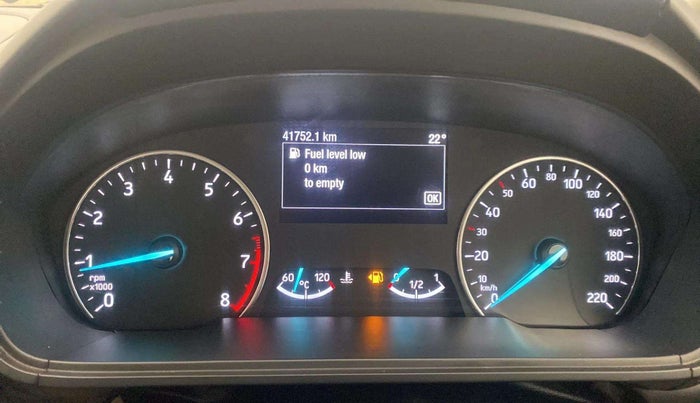 41752.1 km 22°
Fuel level low
0 km
to empty
OK
0 1 2 3 4 5 6 7 8
rpm
x1000
60 120
°C
0 1/2 1
0 10 20 30 40 50 60 80 100 120 140 160 180 200 220
km/h